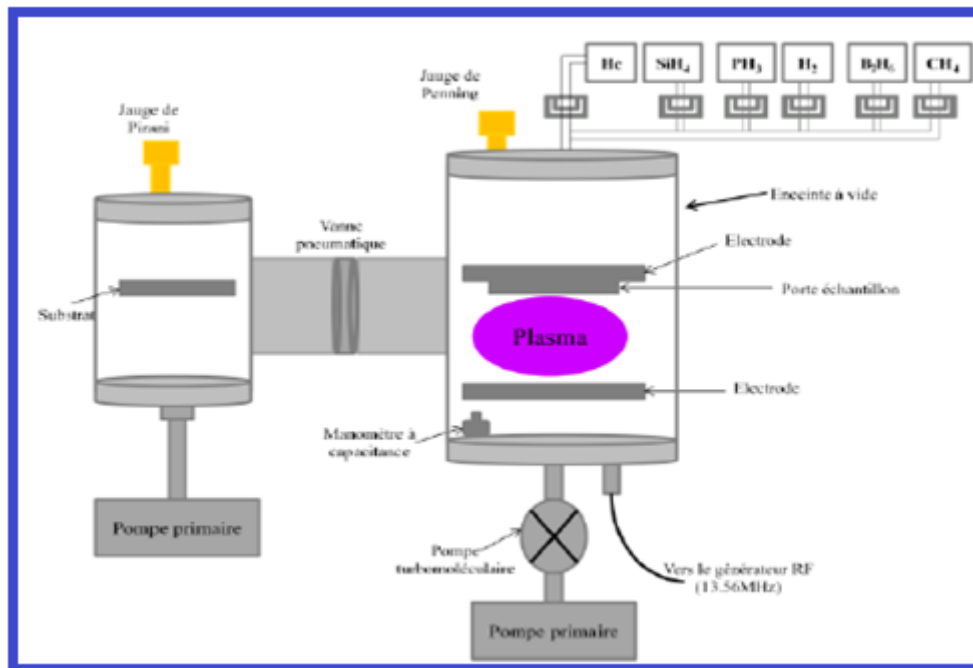 He
SiH4
PH3
H2
B2H6
CH4
Jauge de
Penning
Jauge de
Pirani
Enceinte à vide
Vanne
pneumatique
Electrode
Porte échantillon
Substrat
Plasma
Electrode
Manomètre à
capacitance
Pompe primaire
Pompe
turbomoléculaire
Vers le générateur RF
(13.56MHz)
Pompe primaire